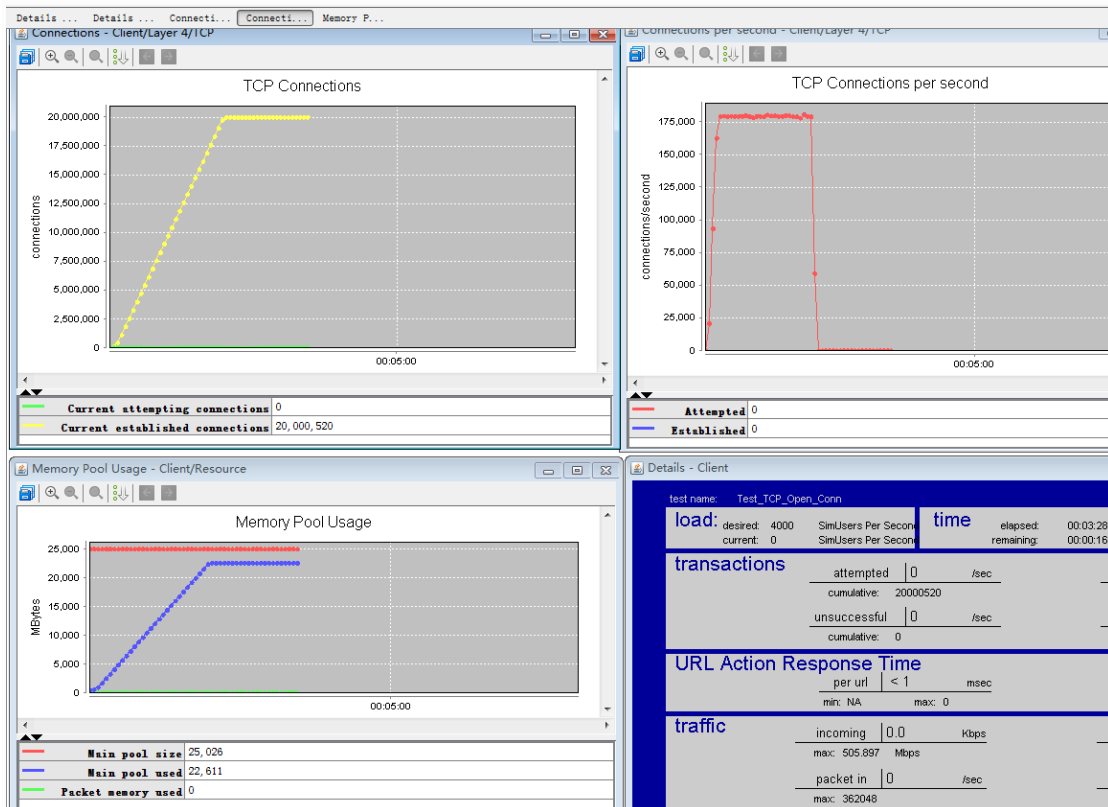 Details ... Details ... Connecti... Connecti... Memory P...
Connections - Client/Layer 4/TCP
TCP Connections
20,000,000
17,500,000
15,000,000
12,500,000
10,000,000
7,500,000
5,000,000
2,500,000
0
connections
00:05:00
Current attempting connections 0
Current established connections 20,000,520
Connections per second - Client/Layer 4/TCP
TCP Connections per second
175,000
150,000
125,000
100,000
75,000
50,000
25,000
0
connections/second
00:05:00
Attempted 0
Established 0
Memory Pool Usage - Client/Resource
Memory Pool Usage
25,000
20,000
15,000
10,000
5,000
0
MBytes
00:05:00
Main pool size 25,026
Main pool used 22,611
Packet memory used 0
Details - Client
test name: Test_TCP_Open_Conn
load: desired: 4000 SimUsers Per Second
current: 0 SimUsers Per Second
time elapsed: 00:03:28
remaining: 00:00:16
transactions
attempted 0 /sec
cumulative: 20000520
unsuccessful 0 /sec
cumulative: 0
URL Action Response Time
per url < 1 msec
min: NA max: 0
traffic
incoming 0.0 Kbps
max: 505.897 Mbps
packet in 0 /sec
max: 362048